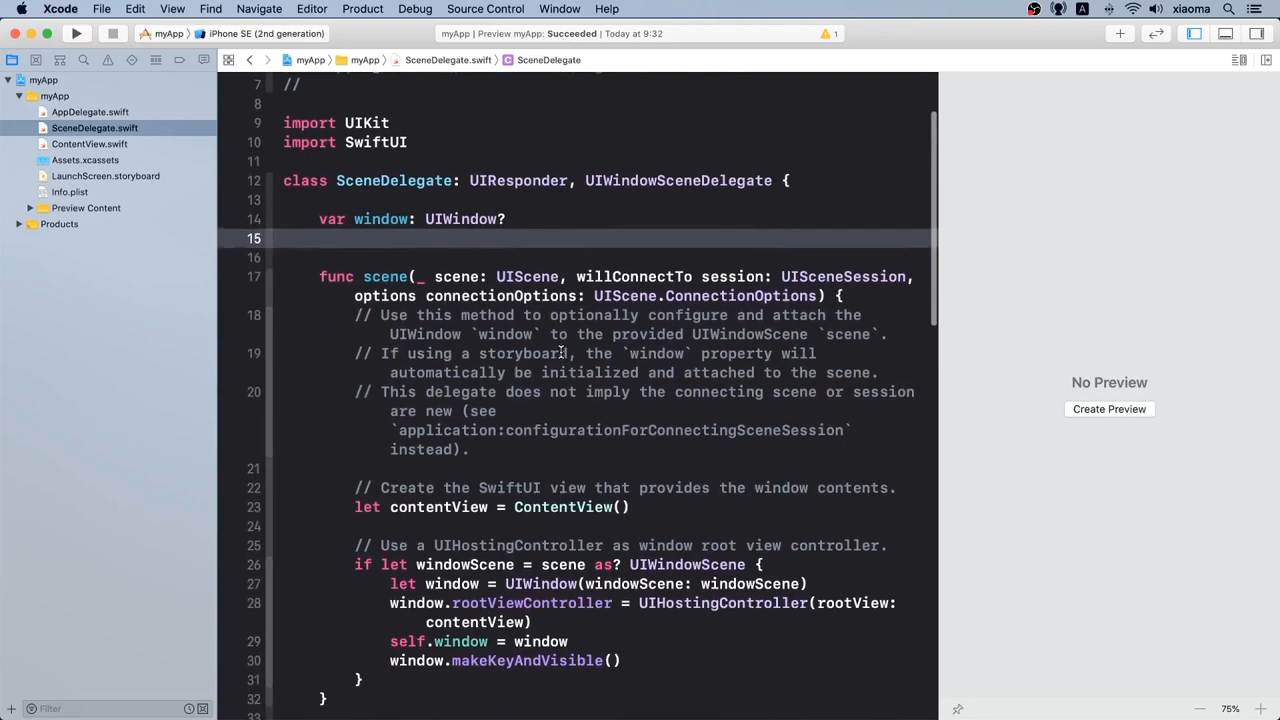 Xcode File Edit View Find Navigate Editor Product Debug Source Control Window Help A xiaoma
myApp iPhone SE (2nd generation) myApp | Preview myApp: Succeeded | Today at 9:32 1
myApp myApp SceneDelegate.swift C SceneDelegate
myApp
myApp
AppDelegate.swift
SceneDelegate.swift
ContentView.swift
Assets.xcassets
LaunchScreen.storyboard
Info.plist
Preview Content
Products
Filter
7 //
8
9 import UIKit
10 import SwiftUI
11
12 class SceneDelegate: UIResponder, UIWindowSceneDelegate {
13
14 var window: UIWindow?
15
16
17 func scene(_ scene: UIScene, willConnectTo session: UISceneSession,
options connectionOptions: UIScene.ConnectionOptions) {
18 // Use this method to optionally configure and attach the
UIWindow `window` to the provided UIWindowScene `scene`.
19 // If using a storyboard, the `window` property will
automatically be initialized and attached to the scene.
20 // This delegate does not imply the connecting scene or session
are new (see
`application:configurationForConnectingSceneSession`
instead).
21
22 // Create the SwiftUI view that provides the window contents.
23 let contentView = ContentView()
24
25 // Use a UIHostingController as window root view controller.
26 if let windowScene = scene as? UIWindowScene {
27 let window = UIWindow(windowScene: windowScene)
28 window.rootViewController = UIHostingController(rootView:
contentView)
29 self.window = window
30 window.makeKeyAndVisible()
31 }
32 }
No Preview
Create Preview
75%